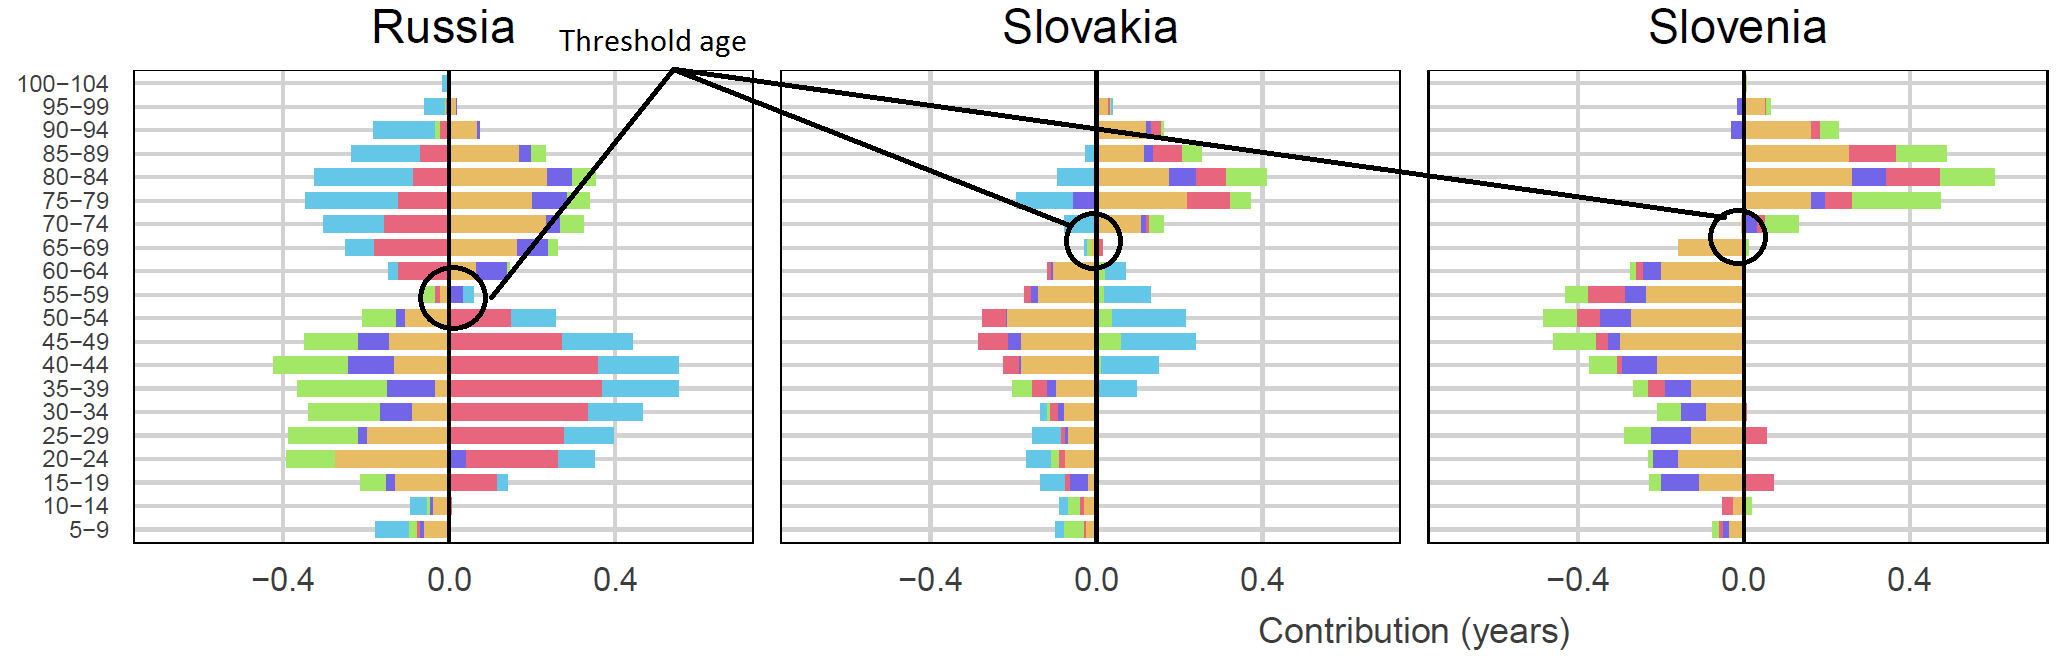 Russia
Slovakia
Slovenia
Threshold age
100−104
95−99
90−94
85−89
80−84
75−79
70−74
65−69
60−64
55−59
50−54
45−49
40−44
35−39
30−34
25−29
20−24
15−19
10−14
5−9
−0.4 0.0 0.4
−0.4 0.0 0.4
−0.4 0.0 0.4
Contribution (years)